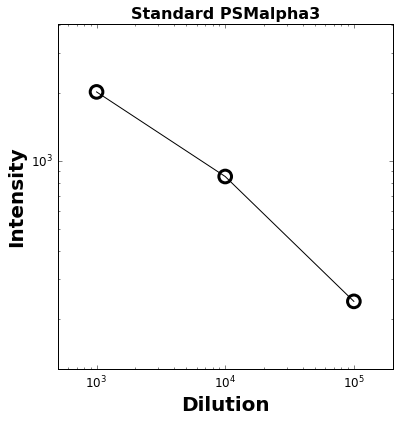 Standard PSMalpha3
Intensity
10³
10³ 10⁴ 10⁵
Dilution